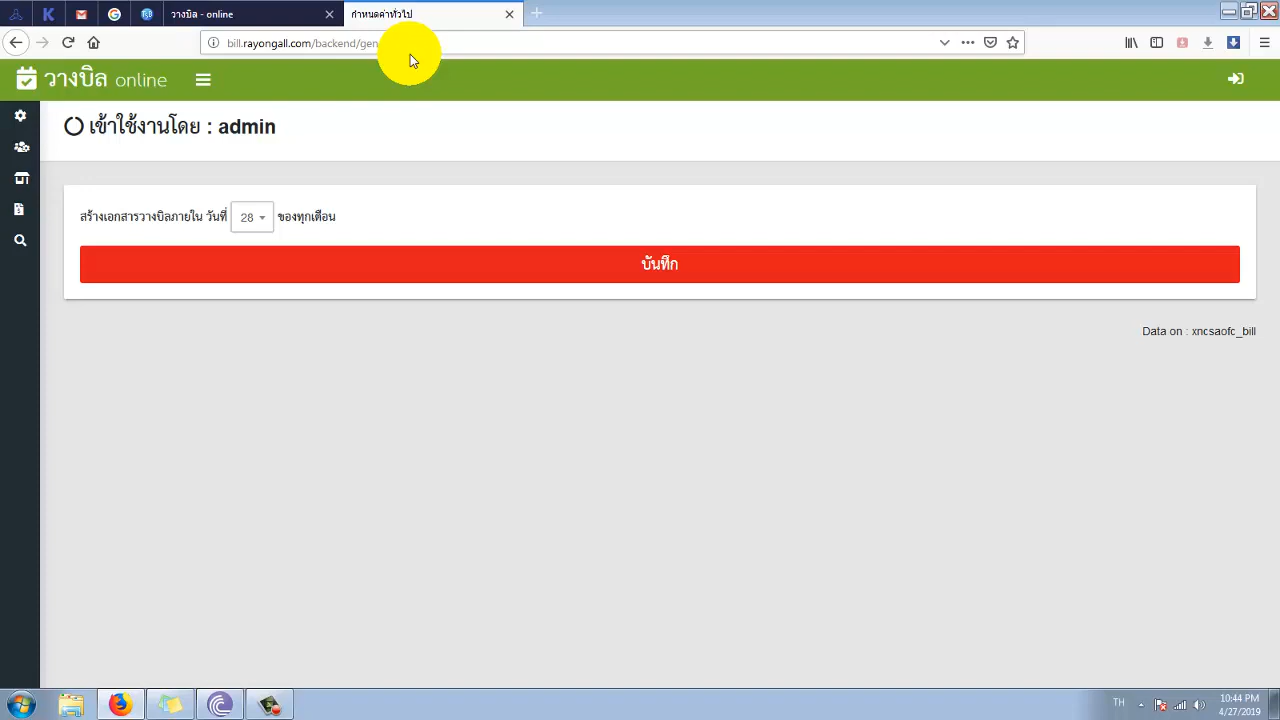 วางบิล - online
กำหนดค่าทั่วไป
bill.rayongall.com/backend/gen
วางบิล online
เข้าใช้งานโดย : admin
สร้างเอกสารวางบิลภายใน วันที่ 28 ของทุกเดือน
บันทึก
Data on : xncsaofc_bill
TH
10:44 PM
4/27/2019